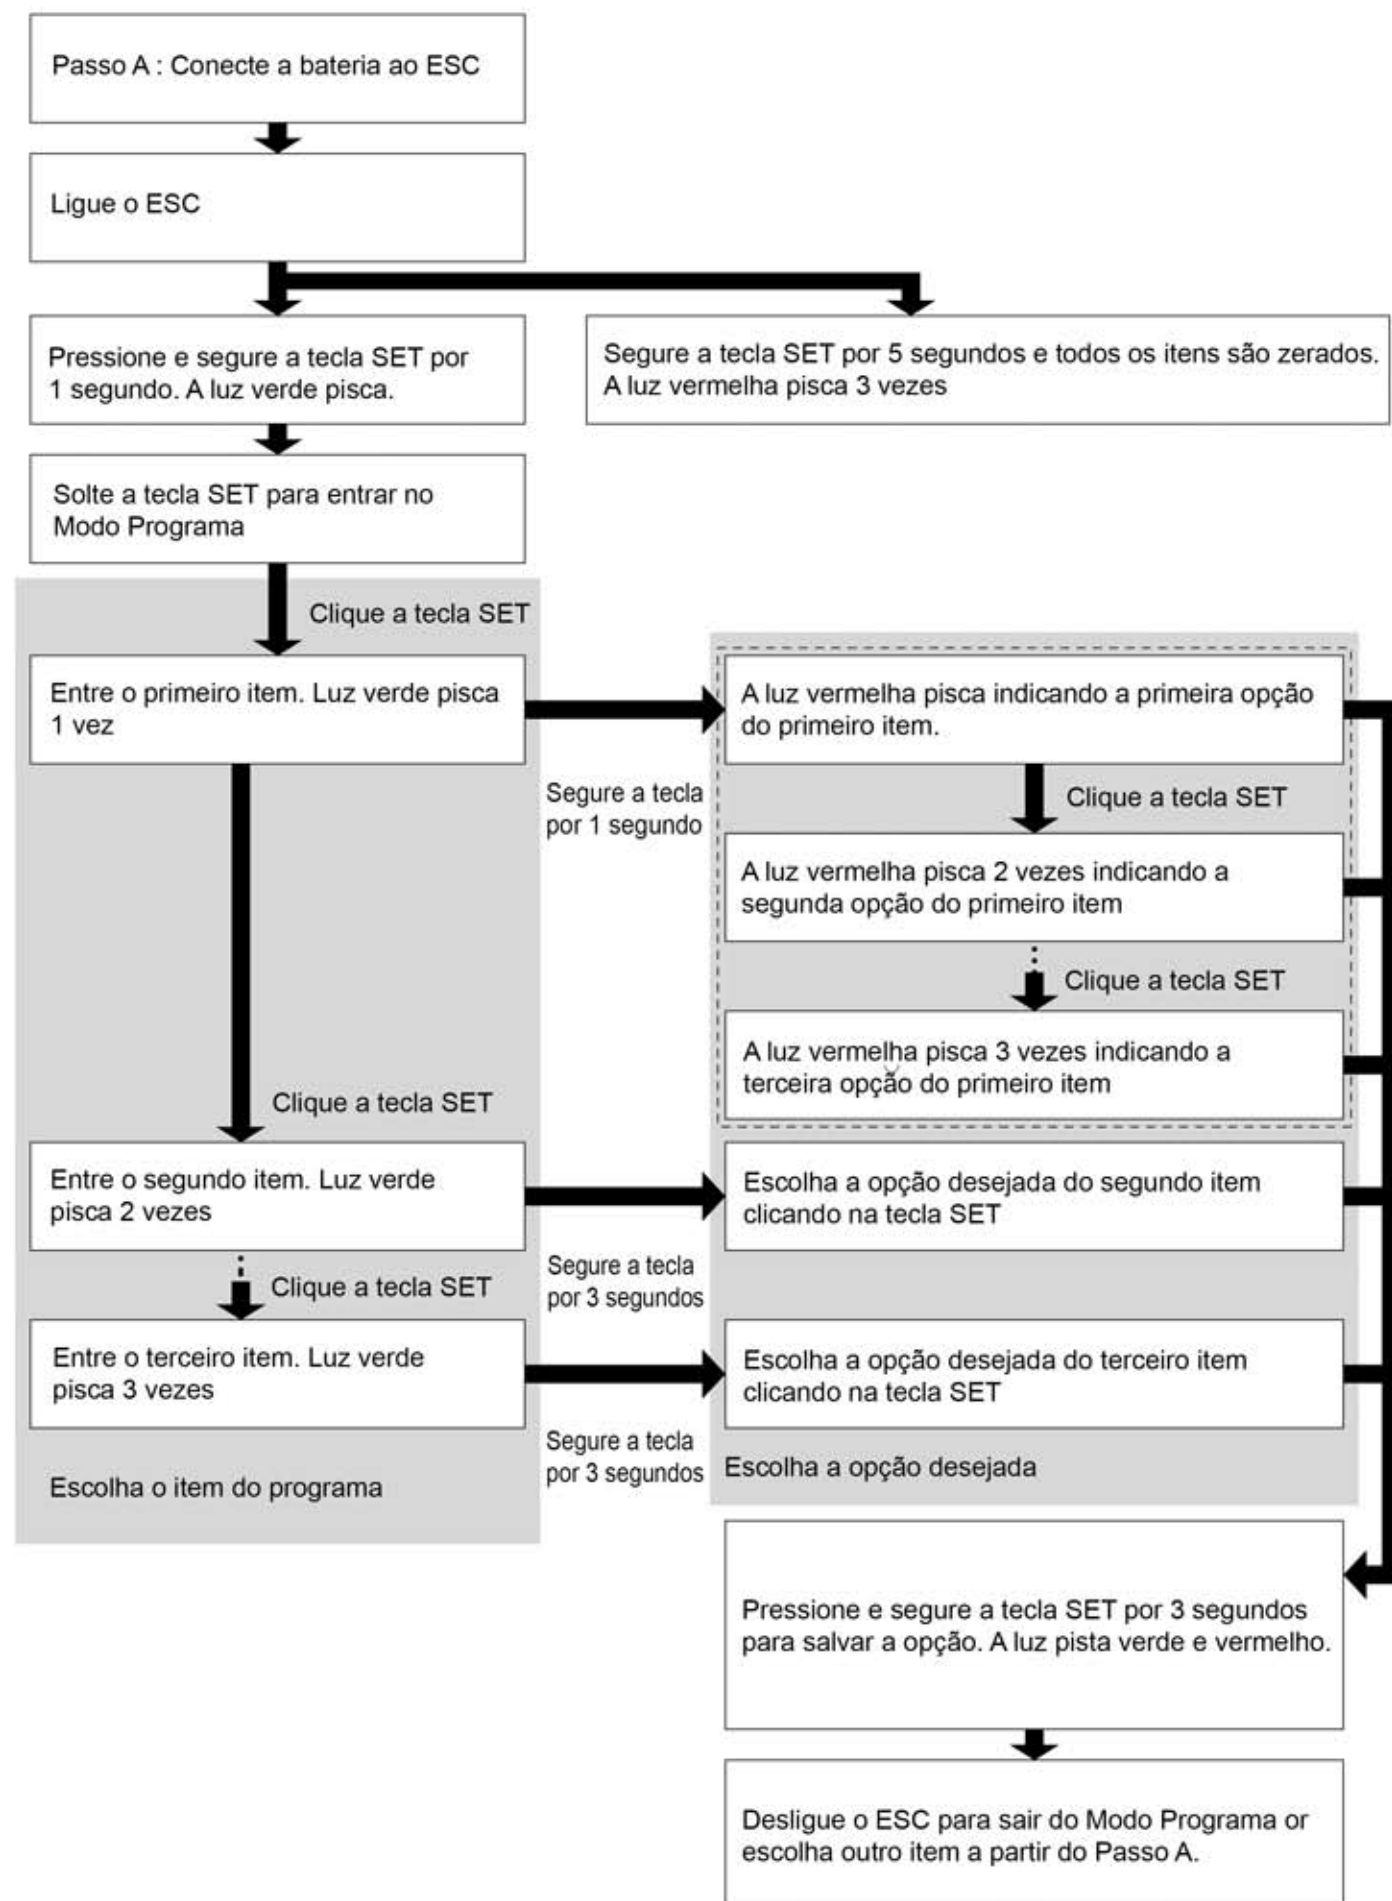 Passo A : Conecte a bateria ao ESC
Ligue o ESC
Pressione e segure a tecla SET por
1 segundo. A luz verde pisca.
Segure a tecla SET por 5 segundos e todos os itens são zerados.
A luz vermelha pisca 3 vezes
Solte a tecla SET para entrar no
Modo Programa
Clique a tecla SET
Entre o primeiro item. Luz verde pisca
1 vez
Segure a tecla
por 1 segundo
A luz vermelha pisca indicando a primeira opção
do primeiro item.
Clique a tecla SET
A luz vermelha pisca 2 vezes indicando a
segunda opção do primeiro item
Clique a tecla SET
A luz vermelha pisca 3 vezes indicando a
terceira opção do primeiro item
Clique a tecla SET
Entre o segundo item. Luz verde
pisca 2 vezes
Segure a tecla
por 3 segundos
Escolha a opção desejada do segundo item
clicando na tecla SET
Clique a tecla SET
Entre o terceiro item. Luz verde
pisca 3 vezes
Segure a tecla
por 3 segundos
Escolha a opção desejada do terceiro item
clicando na tecla SET
Escolha o item do programa
Escolha a opção desejada
Pressione e segure a tecla SET por 3 segundos
para salvar a opção. A luz pista verde e vermelho.
Desligue o ESC para sair do Modo Programa or
escolha outro item a partir do Passo A.